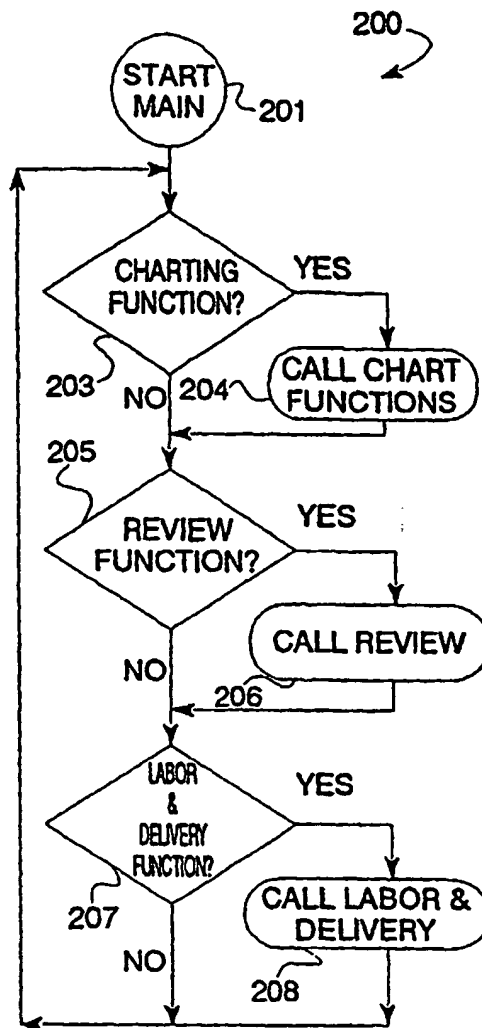 200
START
MAIN
201
CHARTING
FUNCTION?
YES
203
NO
204
CALL CHART
FUNCTIONS
205
REVIEW
FUNCTION?
YES
CALL REVIEW
NO
206
LABOR
&
DELIVERY
FUNCTION?
YES
207
CALL LABOR &
DELIVERY
NO
208